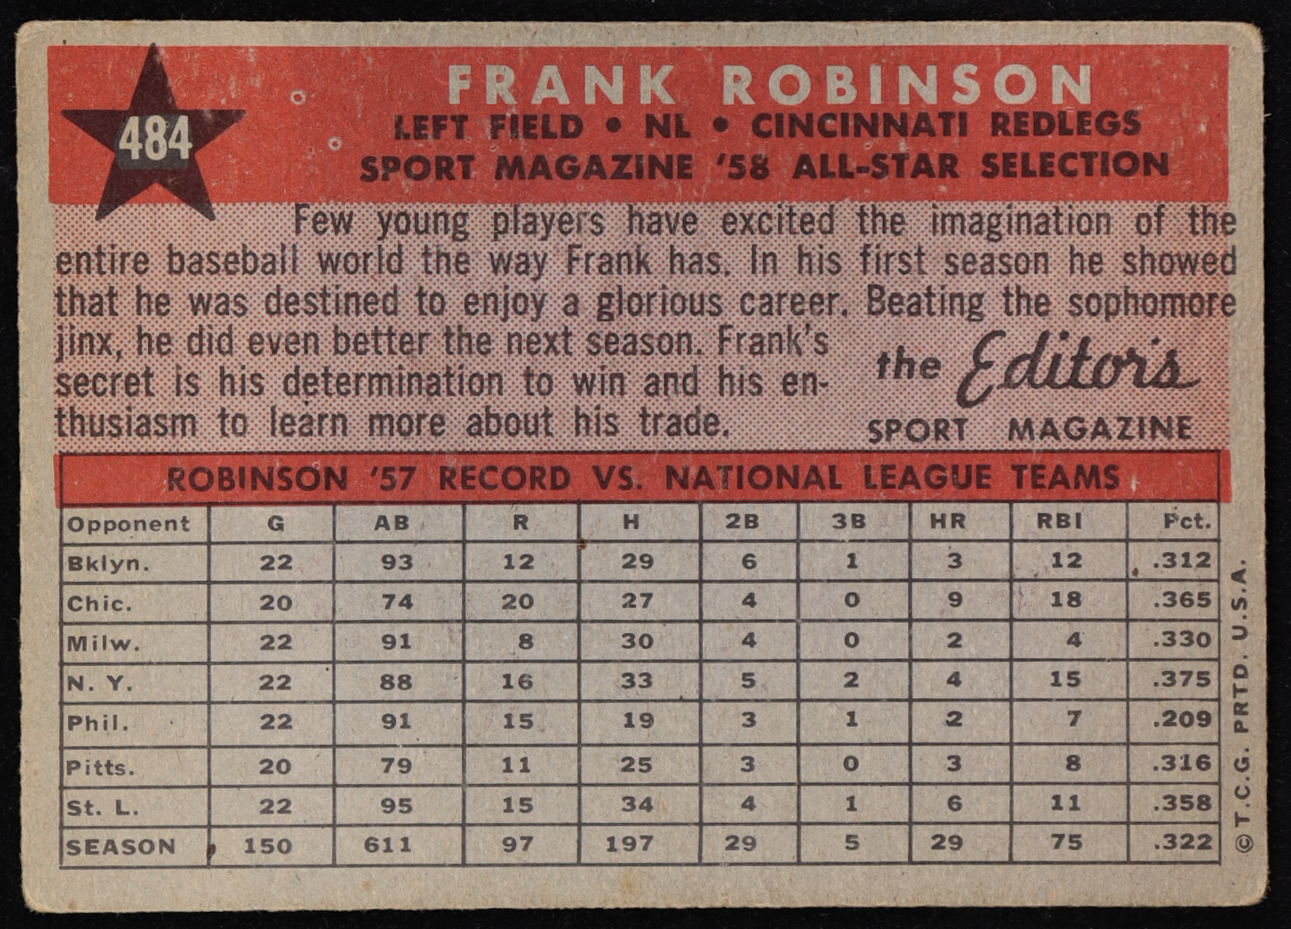 484
FRANK ROBINSON
LEFT FIELD • NL • CINCINNATI REDLEGS
SPORT MAGAZINE '58 ALL-STAR SELECTION
Few young players have excited the imagination of the
entire baseball world the way Frank has. In his first season he showed
that he was destined to enjoy a glorious career. Beating the sophomore
jinx, he did even better the next season. Frank's
secret is his determination to win and his en-
thusiasm to learn more about his trade.
the Editor's
SPORT MAGAZINE
ROBINSON '57 RECORD VS. NATIONAL LEAGUE TEAMS
Opponent G AB R H 2B 3B HR RBI Pct.
Bklyn. 22 93 12 29 6 1 3 12 .312
Chic. 20 74 20 27 4 0 9 18 .365
Milw. 22 91 8 30 4 0 2 4 .330
N. Y. 22 88 16 33 5 2 4 15 .375
Phil. 22 91 15 19 3 1 2 7 .209
Pitts. 20 79 11 25 3 0 3 8 .316
St. L. 22 95 15 34 4 1 6 11 .358
SEASON 150 611 97 197 29 5 29 75 .322
© T.C.G. PRTD. U.S.A.